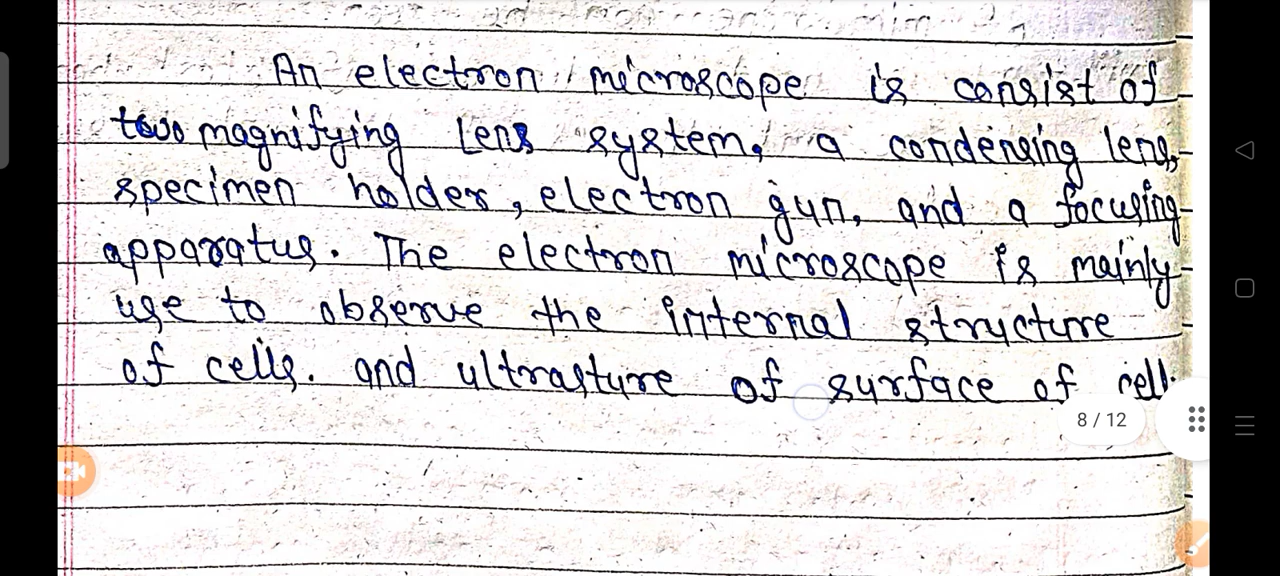 An electron microscope is consist of
two magnifying lens system, a condensing lens,
specimen holder, electron gun, and a focusing
apparatus. The electron microscope is mainly
use to observe the internal structure
of cells. and ultrasture of surface of cell.
8 / 12